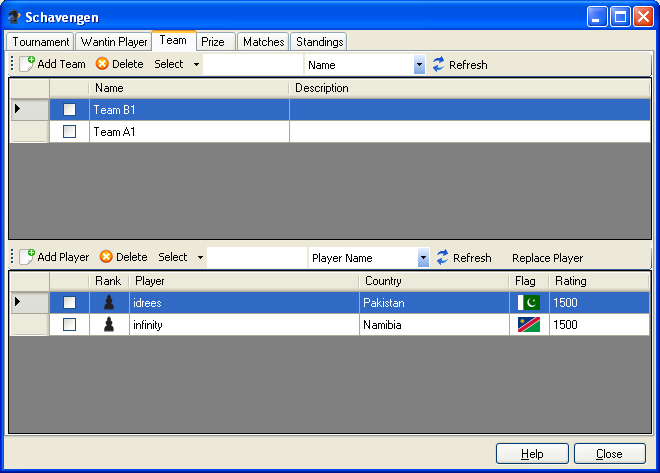 Schavengen
Tournament Wantin Player Team Prize Matches Standings
Add Team Delete Select Name Refresh
Name Description
Team B1
Team A1
Add Player Delete Select Player Name Refresh Replace Player
Rank Player Country Flag Rating
idrees Pakistan 1500
infinity Namibia 1500
Help Close